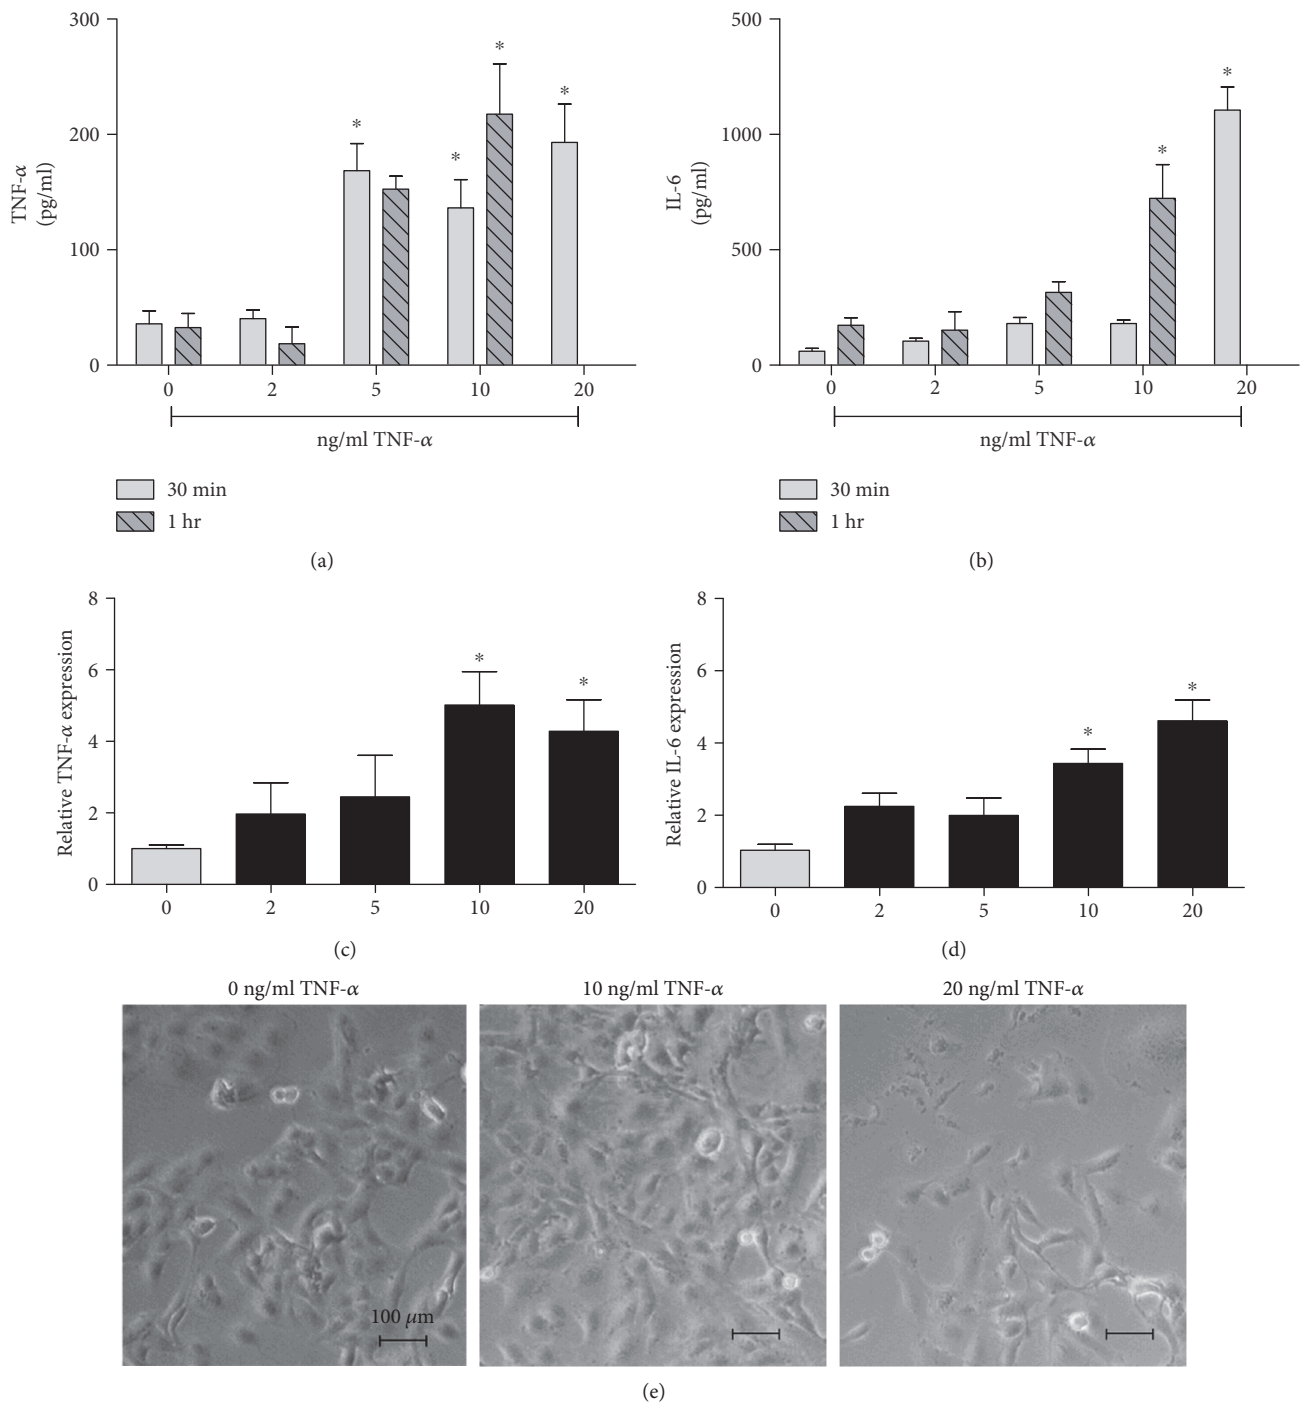 300
200
100
0
TNF-α
(pg/ml)
*
*
*
*
0
2
5
10
20
ng/ml TNF-α
30 min
1 hr
(a)
500
1000
500
0
IL-6
(pg/ml)
*
*
0
2
5
10
20
ng/ml TNF-α
30 min
1 hr
(b)
8
6
4
2
0
Relative TNF-α expression
*
*
0
2
5
10
20
(c)
8
6
4
2
0
Relative IL-6 expression
*
*
0
2
5
10
20
(d)
0 ng/ml TNF-α
10 ng/ml TNF-α
20 ng/ml TNF-α
100 μm
(e)